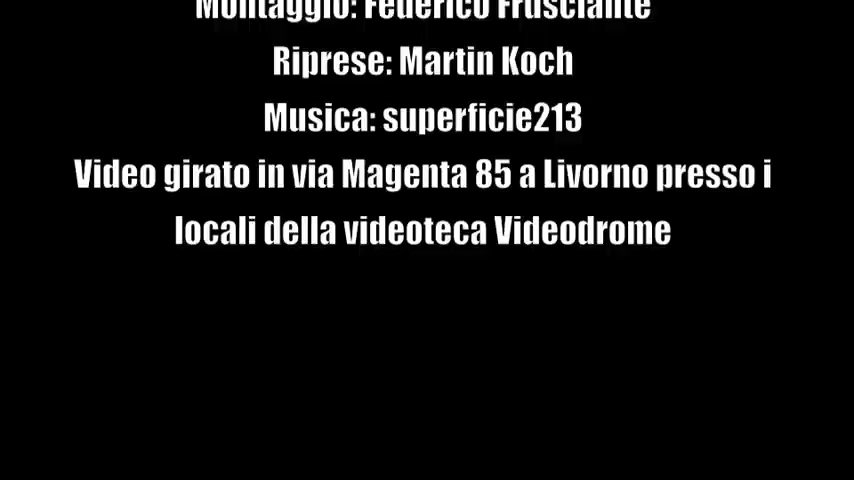 Montaggio: Federico Frusciante
Riprese: Martin Koch
Musica: superficie213
Video girato in via Magenta 85 a Livorno presso i
locali della videoteca Videodrome